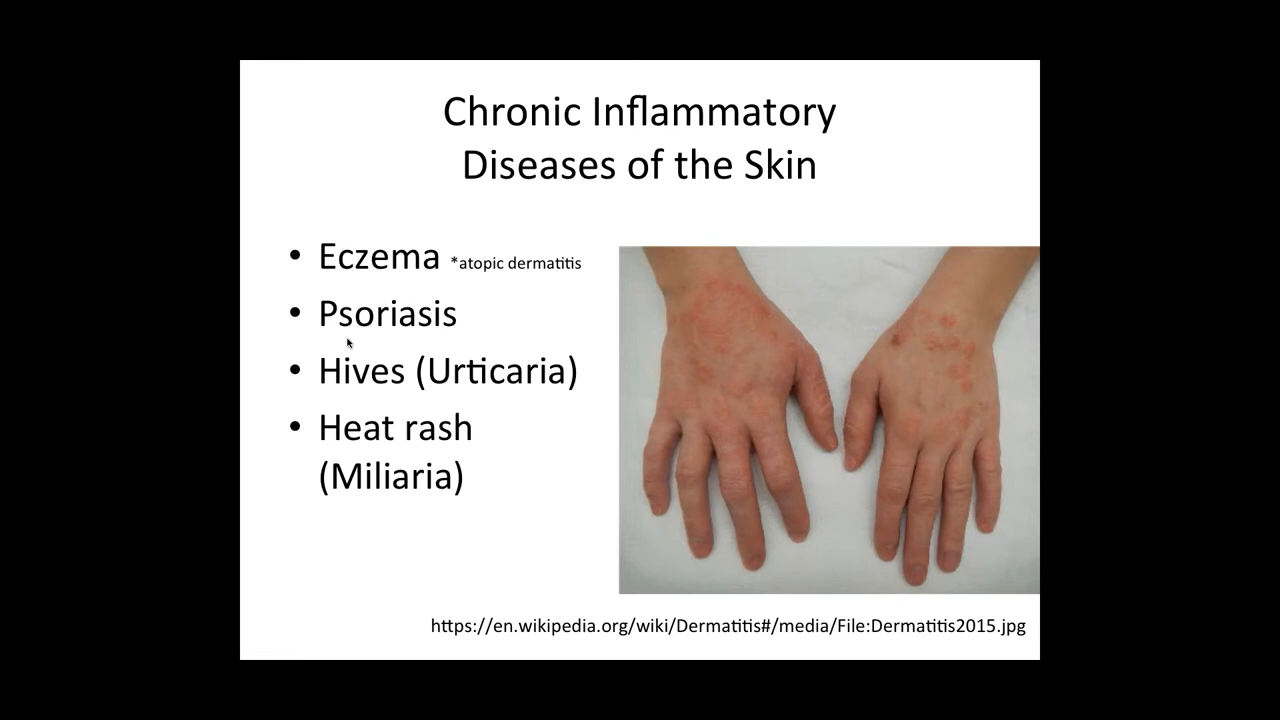 Chronic Inflammatory
Diseases of the Skin
• Eczema *atopic dermatitis
• Psoriasis
• Hives (Urticaria)
• Heat rash
(Miliaria)
https://en.wikipedia.org/wiki/Dermatitis#/media/File:Dermatitis2015.jpg